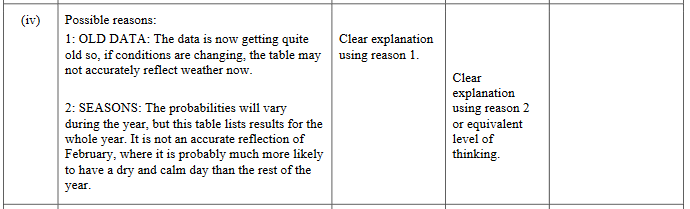 (iv)
Possible reasons:
1: OLD DATA: The data is now getting quite
old so, if conditions are changing, the table may
not accurately reflect weather now.
2: SEASONS: The probabilities will vary
during the year, but this table lists results for the
whole year. It is not an accurate reflection of
February, where it is probably much more likely
to have a dry and calm day than the rest of the
year.
Clear explanation
using reason 1.
Clear
explanation
using reason 2
or equivalent
level of
thinking.